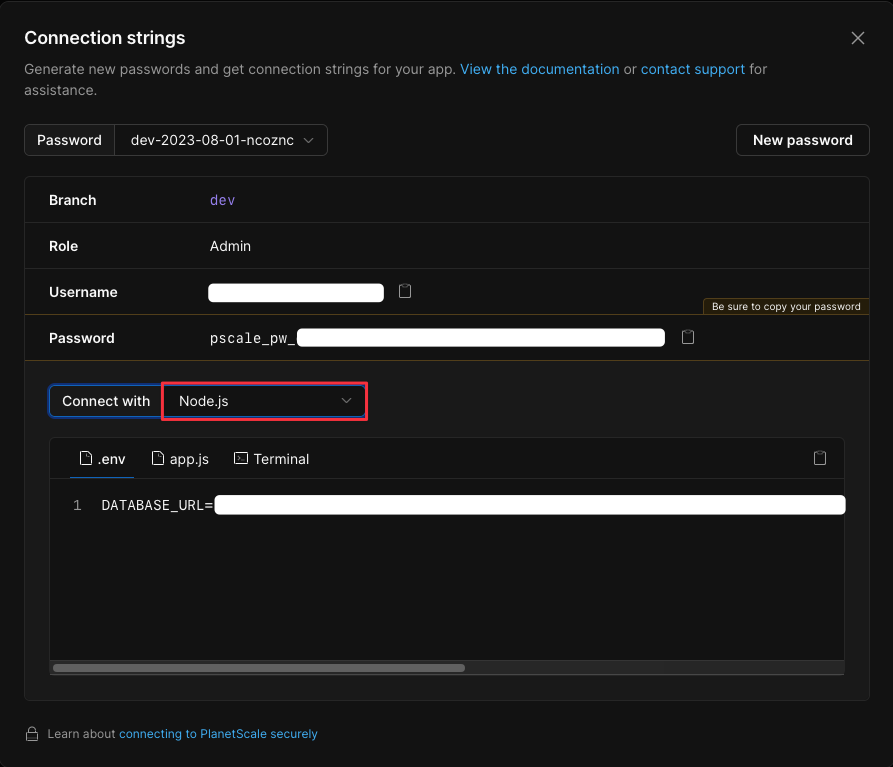 Connection strings
Generate new passwords and get connection strings for your app. View the documentation or contact support for
assistance.
Password dev-2023-08-01-ncoznc New password
Branch dev
Role Admin
Username
Be sure to copy your password
Password pscale_pw_
Connect with Node.js
.env app.js Terminal
1 DATABASE_URL=
Learn about connecting to PlanetScale securely